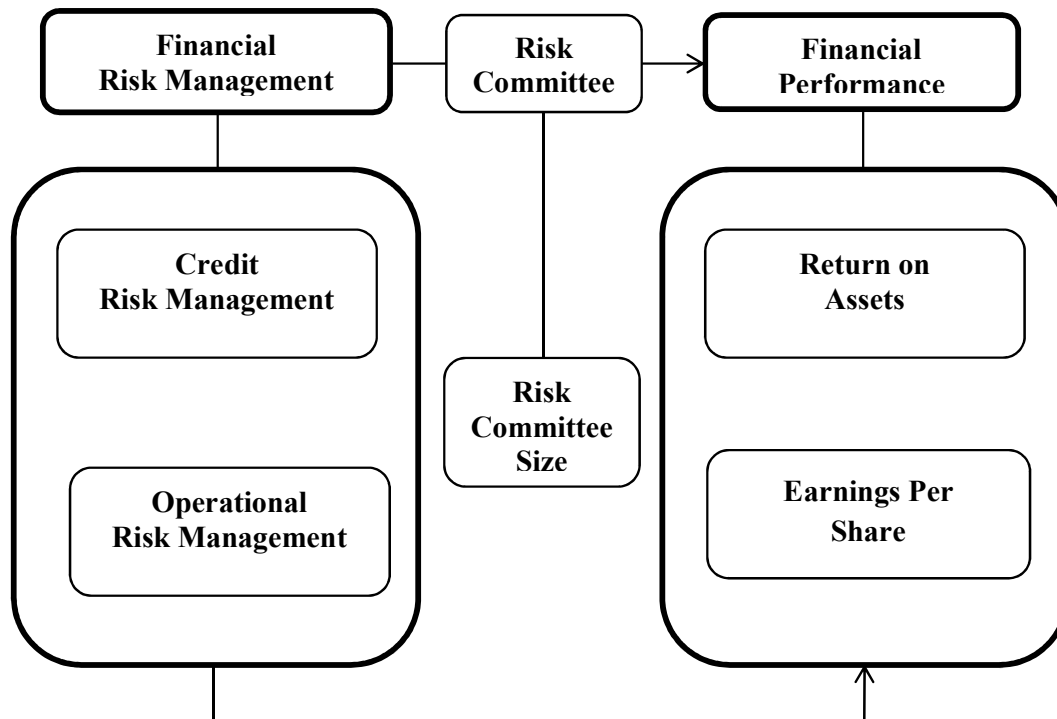 Financial
Risk Management
Risk
Committee
Financial
Performance
Credit
Risk Management
Return on
Assets
Risk
Committee
Size
Operational
Risk Management
Earnings Per
Share